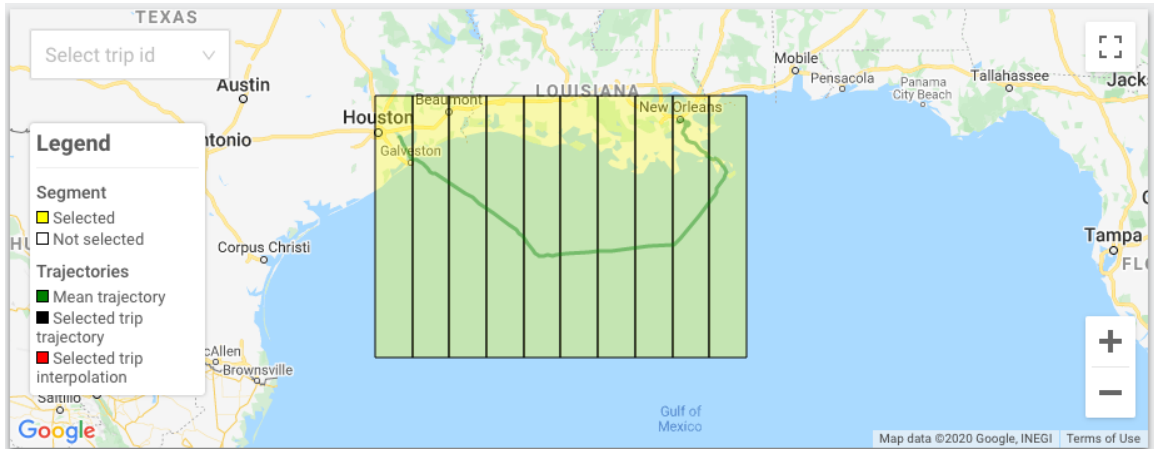 TEXAS
Select trip id
Austin
Mobile
Pensacola
Panama
City Beach
Tallahassee
Jack
LOUISIANA
Beaumont
New Orleans
Houston
Legend
ntonio
Galveston
Segment
Selected
Not selected
HU
Corpus Christi
Tampa
FLO
Trajectories
Mean trajectory
Selected trip
trajectory
Selected trip
interpolation
cAllen
Brownsville
Saltillo
+
−
Gulf of
Mexico
Google
Map data ©2020 Google, INEGI
Terms of Use